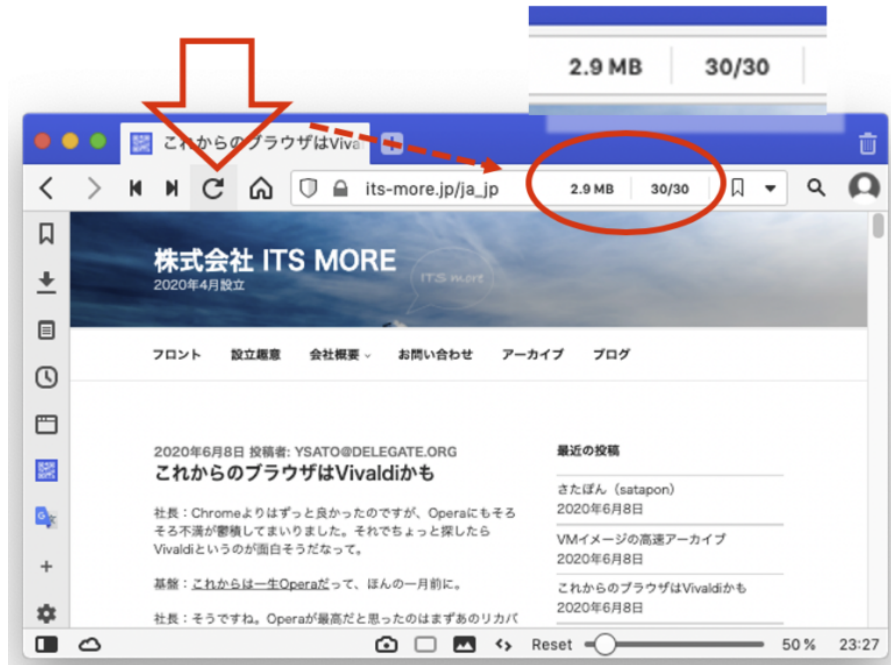 2.9 MB 30/30
これからのブラウザはViva
its-more.jp/ja_jp 2.9 MB 30/30
株式会社 ITS MORE
2020年4月設立
ITS more
フロント 設立趣意 会社概要 お問い合わせ アーカイブ ブログ
2020年6月8日 投稿者: YSATO@DELEGATE.ORG
これからのブラウザはVivaldiかも
社長：Chromeよりはずっと良かったのですが、Operaにもそろ
そろ不満が鬱積してまいりました。それでちょっと探したら
Vivaldiというのが面白そうだなって。
基盤：これからは一生Operaだって、ほんの一月前に。
社長：そうですね。Operaが最高だと思ったのはまずあのリカバ
最近の投稿
さたぽん（satapon）
2020年6月8日
VMイメージの高速アーカイブ
2020年6月8日
これからのブラウザはVivaldiかも
2020年6月8日
Reset 50 % 23:27